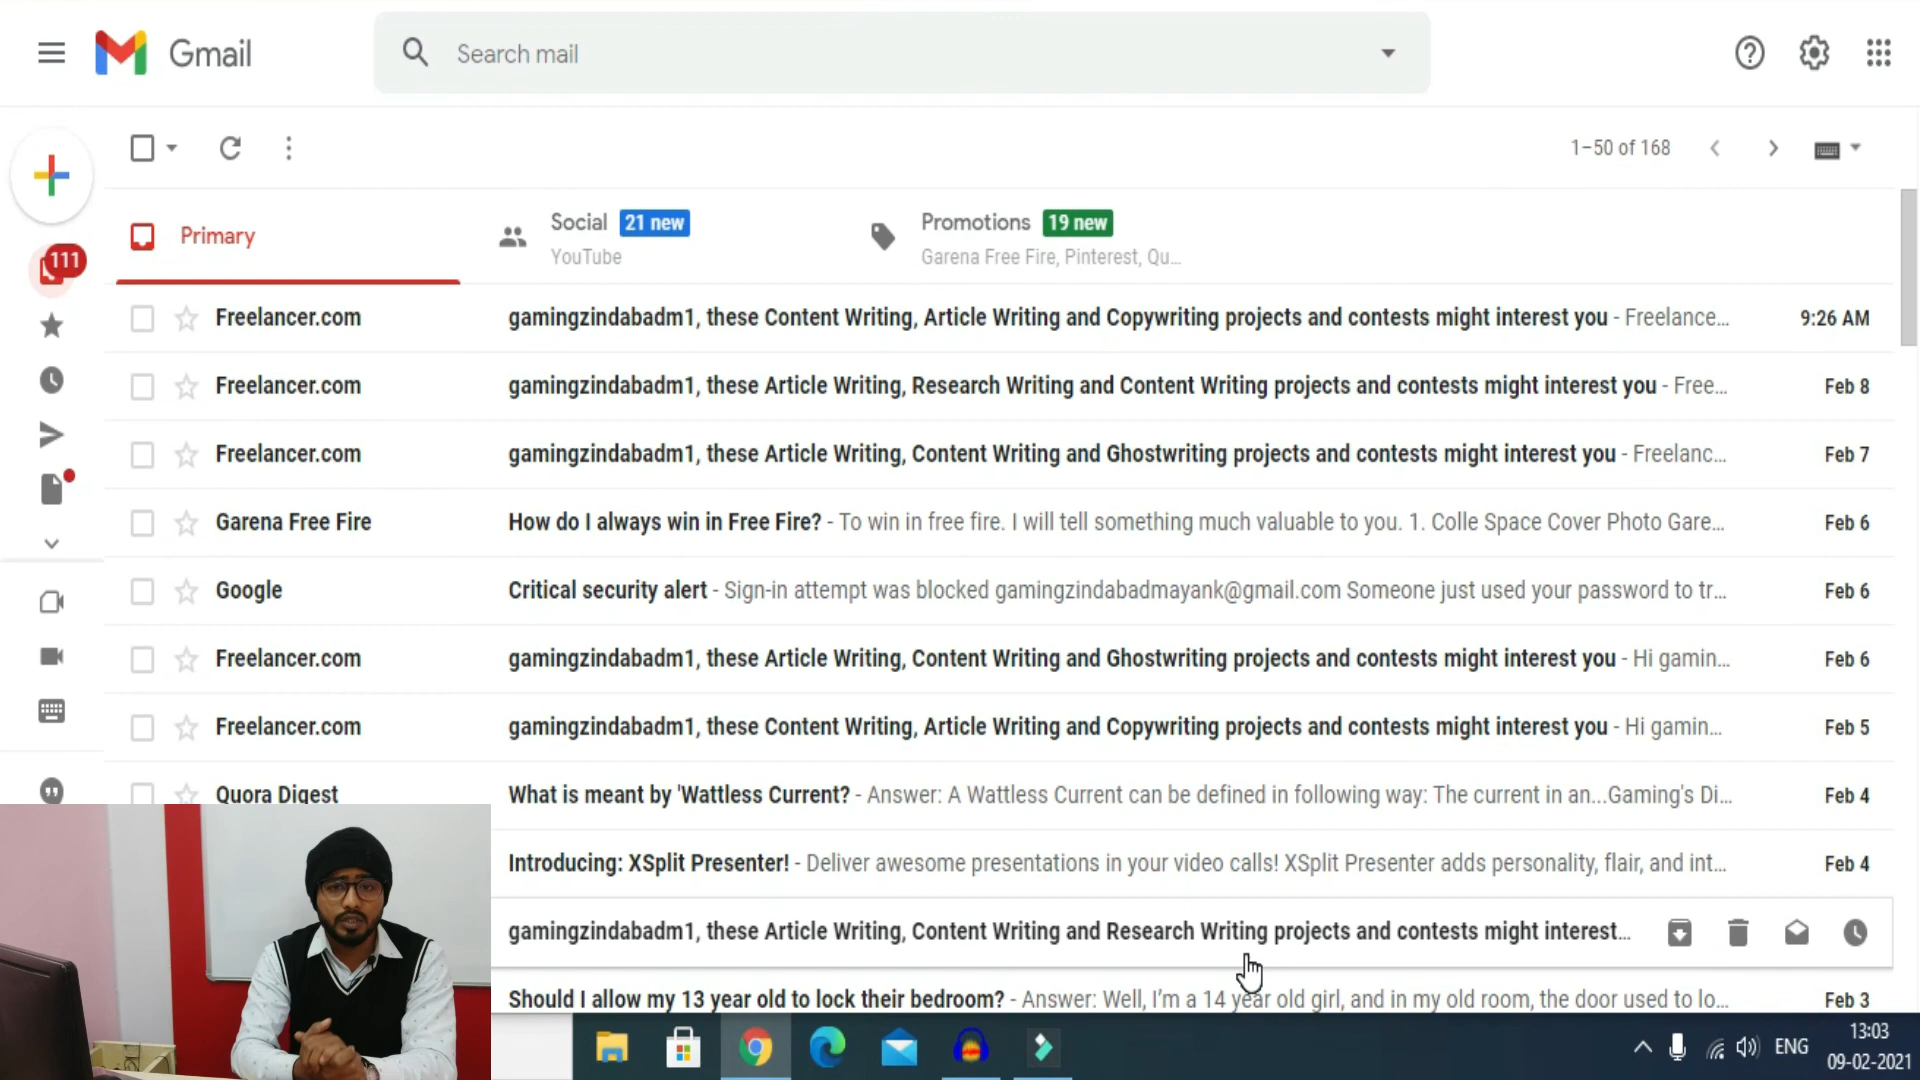 Gmail
Search mail
1–50 of 168
Primary
Social 21 new
YouTube
Promotions 19 new
Garena Free Fire, Pinterest, Qu...
111
Freelancer.com gamingzindabadm1, these Content Writing, Article Writing and Copywriting projects and contests might interest you - Freelance... 9:26 AM
Freelancer.com gamingzindabadm1, these Article Writing, Research Writing and Content Writing projects and contests might interest you - Free... Feb 8
Freelancer.com gamingzindabadm1, these Article Writing, Content Writing and Ghostwriting projects and contests might interest you - Freelanc... Feb 7
Garena Free Fire How do I always win in Free Fire? - To win in free fire. I will tell something much valuable to you. 1. Colle Space Cover Photo Gare... Feb 6
Google Critical security alert - Sign-in attempt was blocked gamingzindabadmayank@gmail.com Someone just used your password to tr... Feb 6
Freelancer.com gamingzindabadm1, these Article Writing, Content Writing and Ghostwriting projects and contests might interest you - Hi gamin... Feb 6
Freelancer.com gamingzindabadm1, these Content Writing, Article Writing and Copywriting projects and contests might interest you - Hi gamin... Feb 5
Quora Digest What is meant by 'Wattless Current? - Answer: A Wattless Current can be defined in following way: The current in an...Gaming's Di... Feb 4
Introducing: XSplit Presenter! - Deliver awesome presentations in your video calls! XSplit Presenter adds personality, flair, and int... Feb 4
gamingzindabadm1, these Article Writing, Content Writing and Research Writing projects and contests might interest...
Should I allow my 13 year old to lock their bedroom? - Answer: Well, I'm a 14 year old girl, and in my old room, the door used to lo... Feb 3
ENG
13:03
09-02-2021